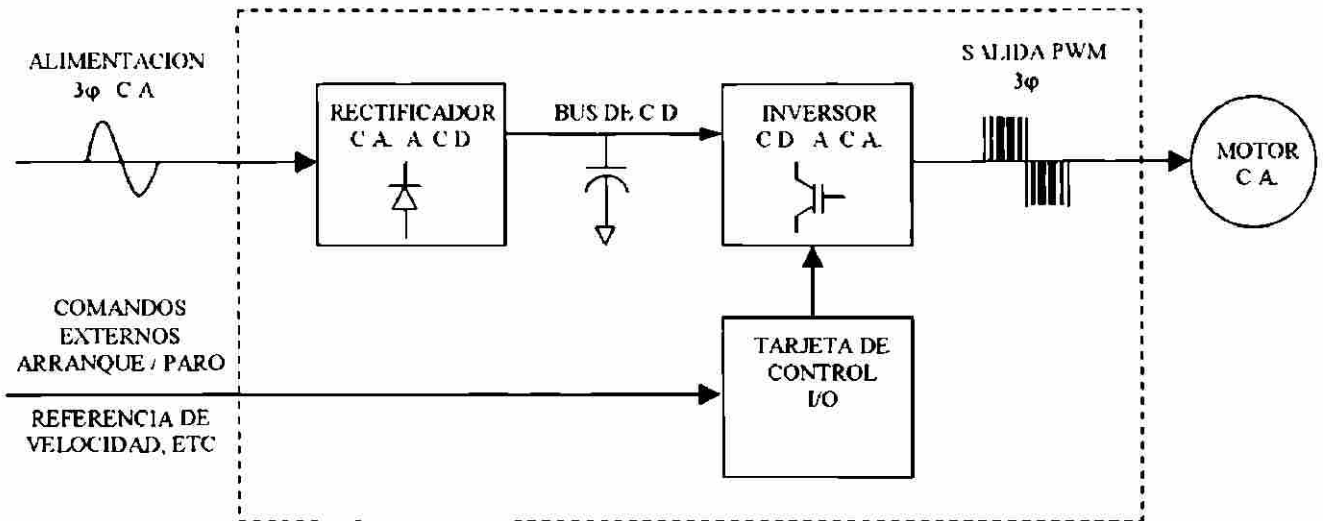 ALIMENTACION
3φ C A
RECTIFICADOR
C A. A C D
BUS DE C D
INVERSOR
C D A C A.
SALIDA PWM
3φ
MOTOR
C A.
COMANDOS
EXTERNOS
ARRANQUE / PARO
REFERENCIA DE
VELOCIDAD, ETC
TARJETA DE
CONTROL
I/O